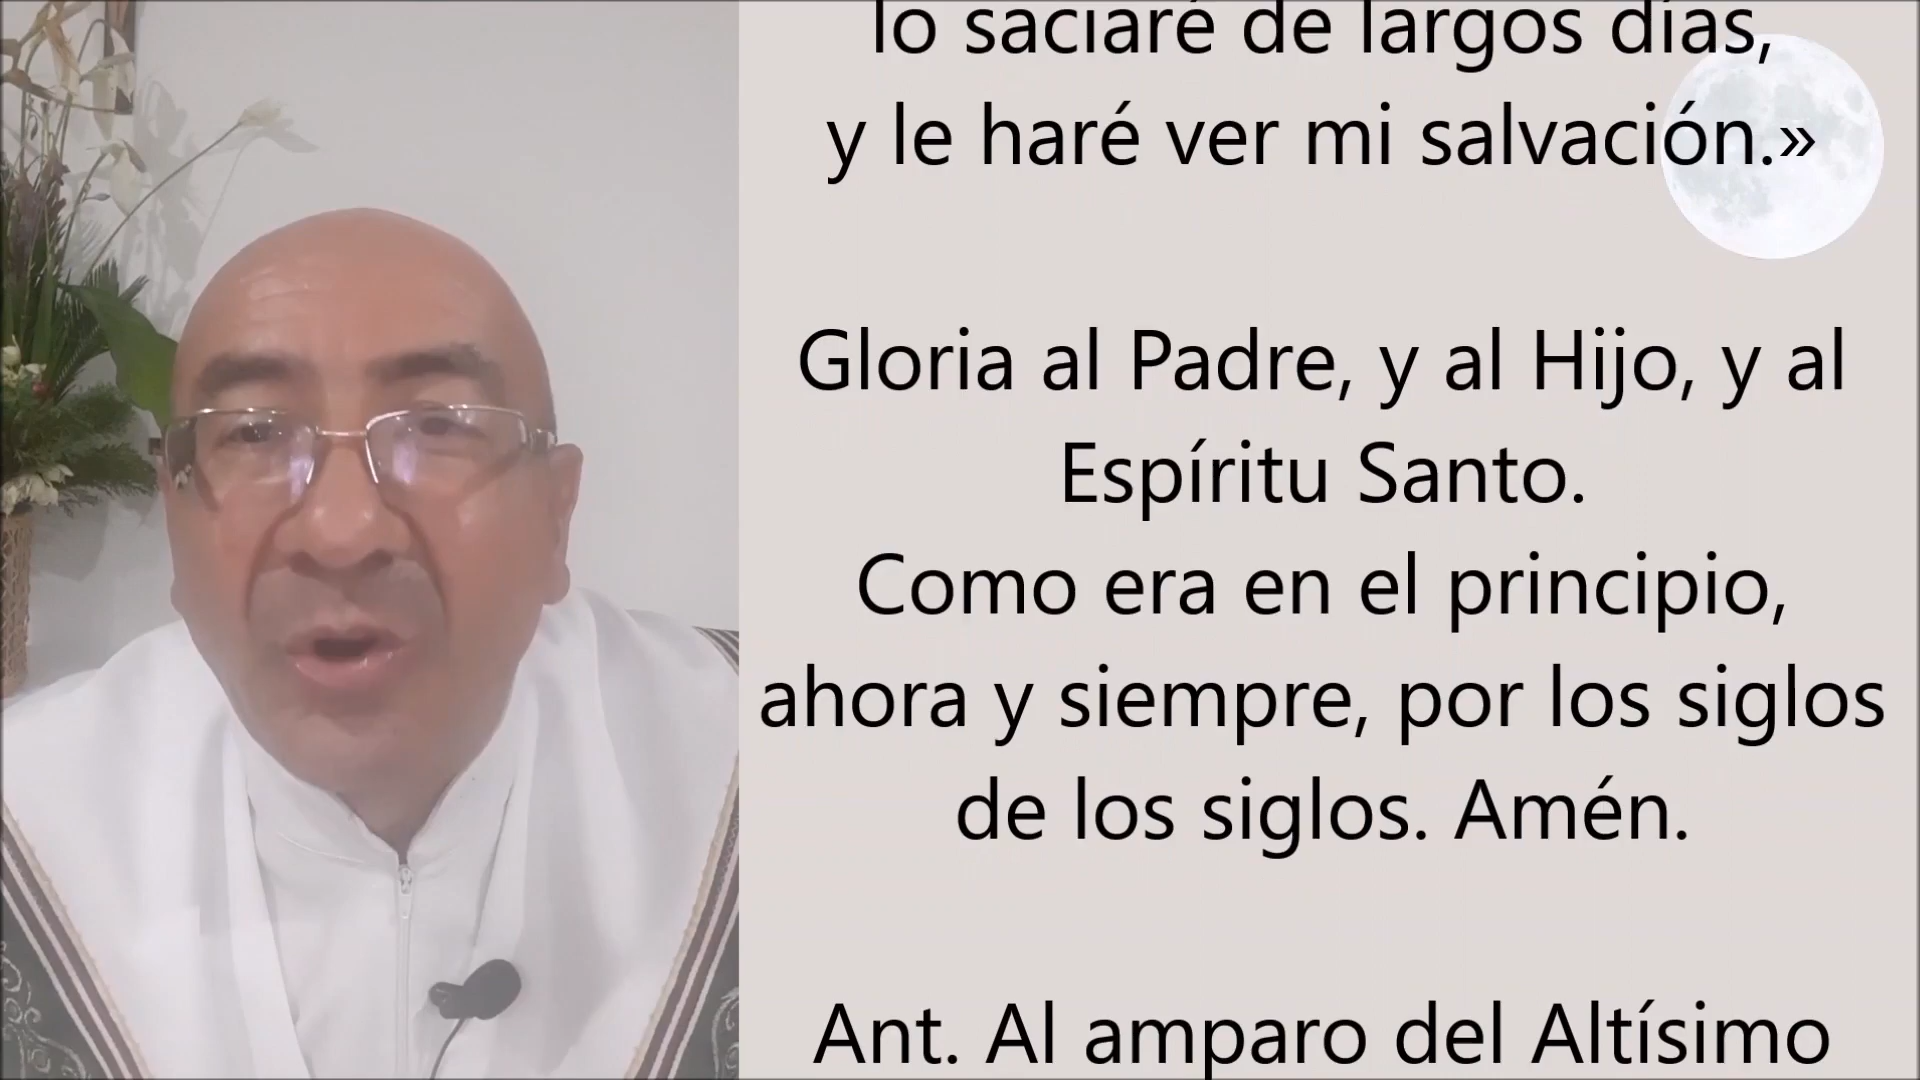 lo saciaré de largos días,
y le haré ver mi salvación.»
Gloria al Padre, y al Hijo, y al
Espíritu Santo.
Como era en el principio,
ahora y siempre, por los siglos
de los siglos. Amén.
Ant. Al amparo del Altísimo